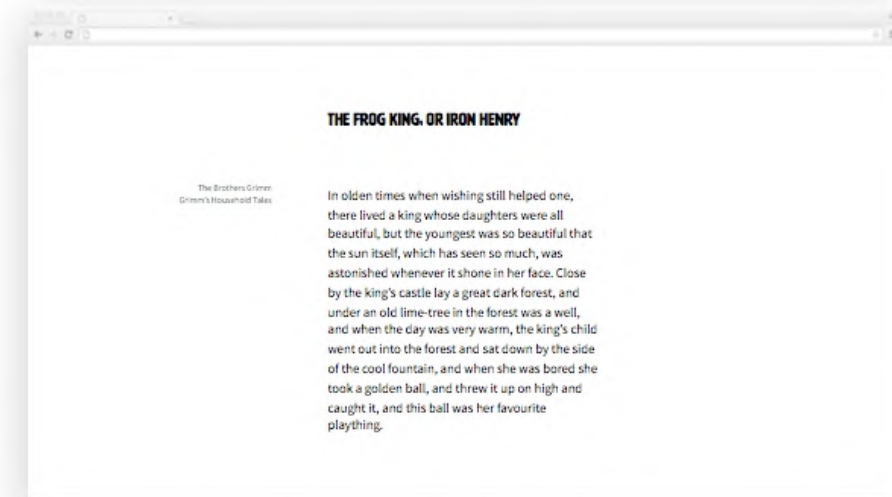 THE FROG KING, OR IRON HENRY
The Brothers Grimm
Grimm's Household Tales
In olden times when wishing still helped one,
there lived a king whose daughters were all
beautiful, but the youngest was so beautiful that
the sun itself, which has seen so much, was
astonished whenever it shone in her face. Close
by the king's castle lay a great dark forest, and
under an old lime-tree in the forest was a well,
and when the day was very warm, the king's child
went out into the forest and sat down by the side
of the cool fountain, and when she was bored she
took a golden ball, and threw it up on high and
caught it, and this ball was her favourite
plaything.